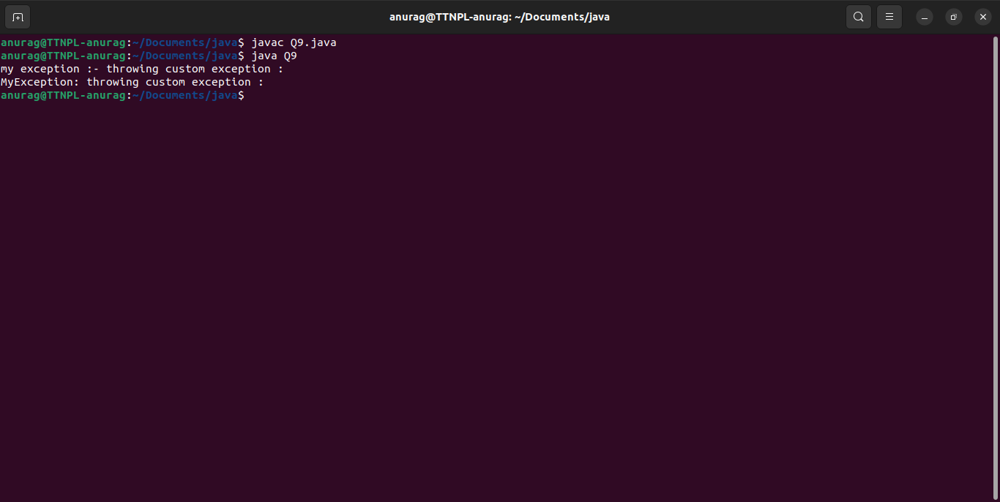 anurag@TTNPL-anurag: ~/Documents/java
anurag@TTNPL-anurag:~/Documents/java$ javac Q9.java
anurag@TTNPL-anurag:~/Documents/java$ java Q9
my exception :- throwing custom exception :
MyException: throwing custom exception :
anurag@TTNPL-anurag:~/Documents/java$